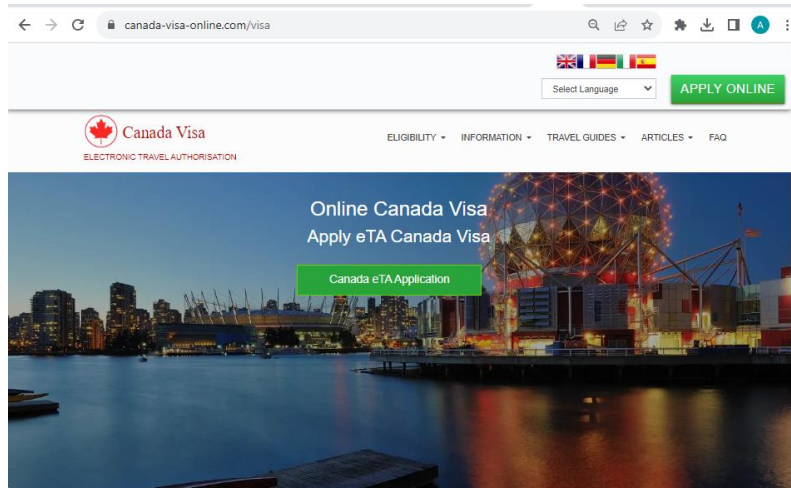 canada-visa-online.com/visa
A
Select Language
APPLY ONLINE
Canada Visa
ELECTRONIC TRAVEL AUTHORISATION
ELIGIBILITY
INFORMATION
TRAVEL GUIDES
ARTICLES
FAQ
Online Canada Visa
Apply eTA Canada Visa
Canada eTA Application